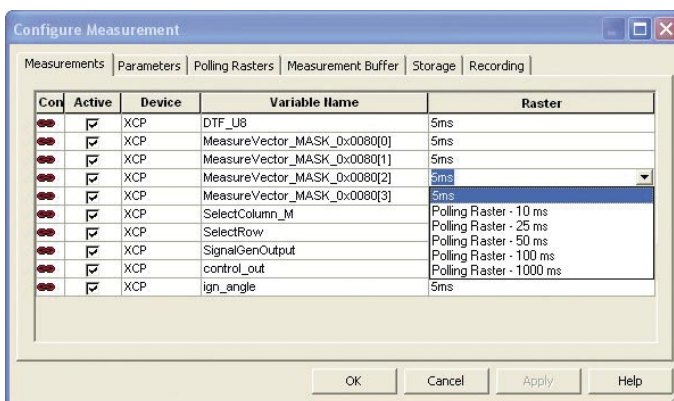 Configure Measurement
Measurements Parameters Polling Rasters Measurement Buffer Storage Recording
Con Active Device Variable Name Raster
XCP DTF_U8 5ms
XCP MeasureVector_MASK_0x0080[0] 5ms
XCP MeasureVector_MASK_0x0080[1] 5ms
XCP MeasureVector_MASK_0x0080[2] 5ms
XCP MeasureVector_MASK_0x0080[3] 5ms
XCP SelectColumn_M Polling Raster - 10 ms
XCP SelectRow Polling Raster - 25 ms
Polling Raster - 50 ms
XCP SignalGenOutput Polling Raster - 100 ms
XCP control_out Polling Raster - 1000 ms
XCP ign_angle 5ms
OK Cancel Apply Help